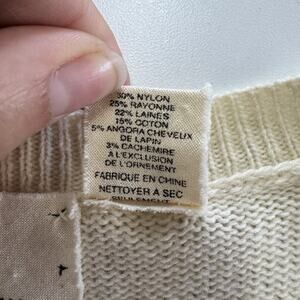 30% NYLON
25% RAYONNE
22% LAINES
15% COTON
5% ANGORA CHEVEUX
DE LAPIN
3% CACHEMIRE
A L'EXCLUSION
DE L'ORNEMENT
FABRIQUE EN CHINE
NETTOYER A SEC
SEULEMENT